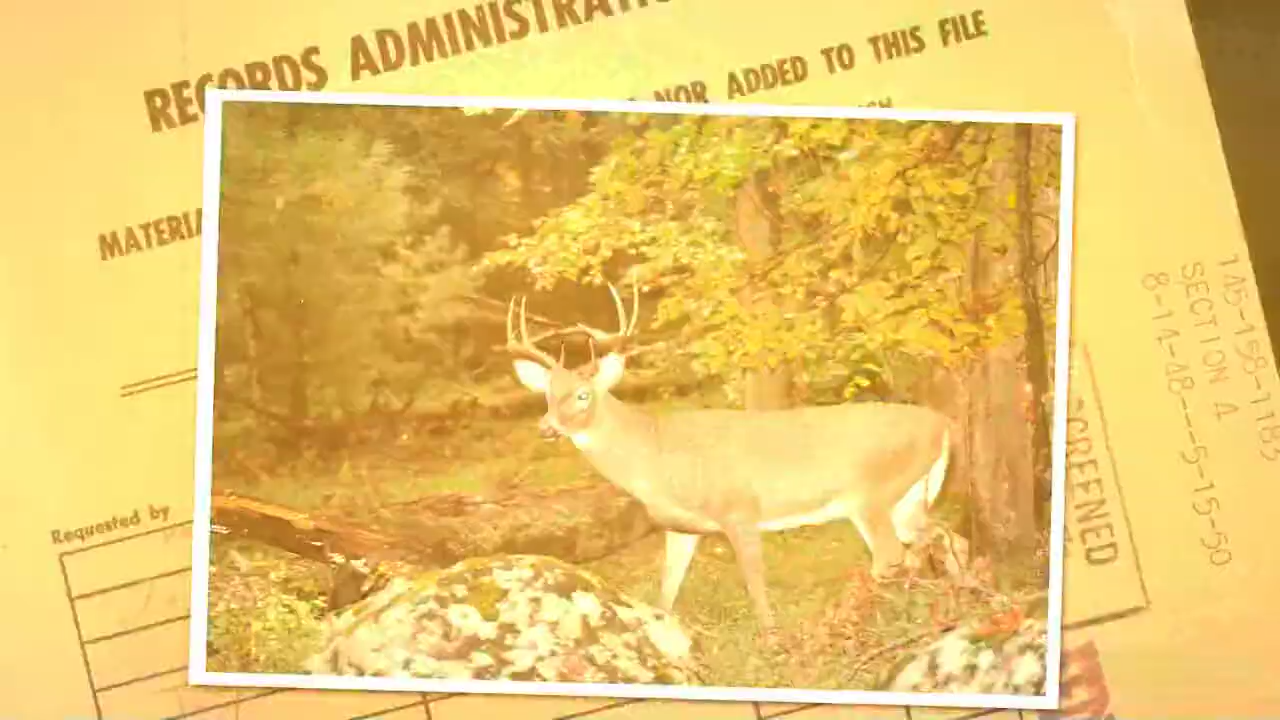 RECORDS ADMINISTRATI
NOR ADDED TO THIS FILE
MATERIA
145-158-1183
SECTION 4
8-14-48---5-15-50
SCREENED
Requested by